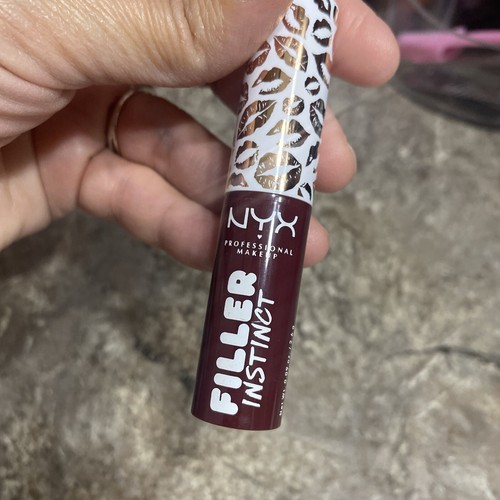 NYX
PROFESSIONAL
MAKEUP
FILLER
INSTINCT